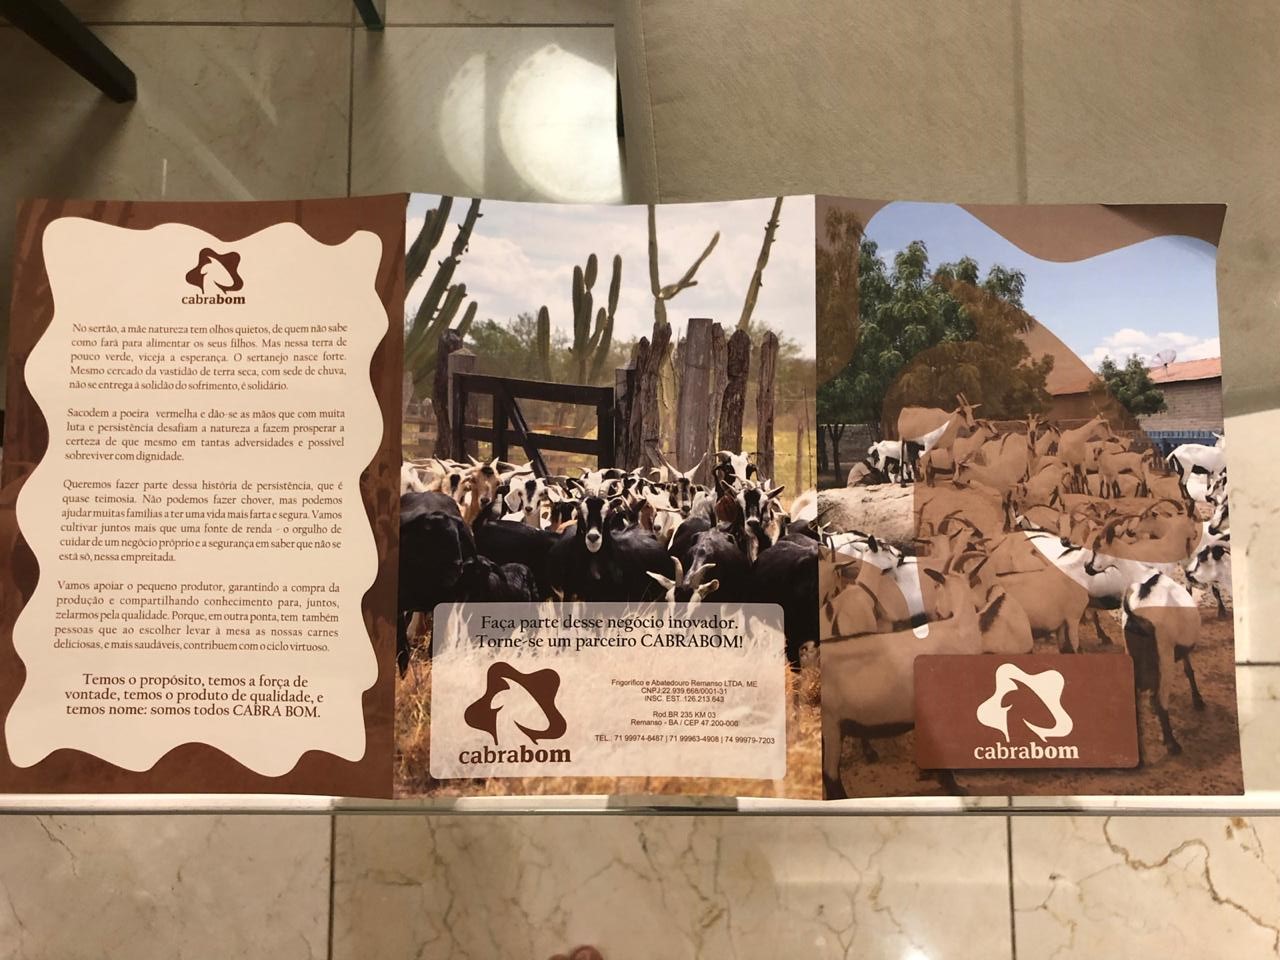 cabrabom
No sertão, a mãe natureza tem olhos quietos, de quem não sabe
como fará para alimentar os seus filhos. Mas nessa terra de
pouco verde, viceja a esperança. O sertanejo nasce forte.
Mesmo cercado da vastidão de terra seca, com sede de chuva,
não se entrega à solidão do sofrimento, é solidário.
Sacodem a poeira vermelha e dão-se as mãos que com muita
luta e persistência desafiam a natureza a fazem prosperar a
certeza de que mesmo em tantas adversidades e possível
sobreviver com dignidade.
Queremos fazer parte dessa história de persistência, que é
quase teimosia. Não podemos fazer chover, mas podemos
ajudar muitas famílias a ter uma vida mais farta e segura. Vamos
cultivar juntos mais que uma fonte de renda - o orgulho de
cuidar de um negócio próprio e a segurança em saber que não se
está só, nessa empreitada.
Vamos apoiar o pequeno produtor, garantindo a compra da
produção e compartilhando conhecimento para, juntos,
zelarmos pela qualidade. Porque, em outra ponta, tem também
pessoas que ao escolher levar à mesa as nossas carnes
deliciosas, e mais saudáveis, contribuem com o ciclo virtuoso.
Temos o propósito, temos a força de
vontade, temos o produto de qualidade, e
temos nome: somos todos CABRA BOM.
Faça parte desse negócio inovador.
Torne-se um parceiro CABRABOM!
cabrabom
Frigorífico e Abatedouro Remanso LTDA, ME
CNPJ:22.939.668/0001-31
INSC. EST. 126.213.643
Rod.BR 235 KM 03
Remanso - BA / CEP 47.200-000
TEL.: 71 99974-6487 | 71 99963-4908 | 74 99979-7203
cabrabom